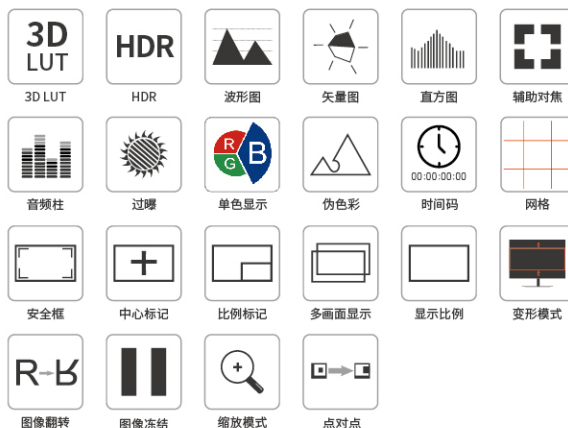 3D
LUT
HDR
3D LUT
HDR
波形图
矢量图
直方图
辅助对焦
R
G
B
00:00:00:00
音频柱
过曝
单色显示
伪色彩
时间码
网格
安全框
中心标记
比例标记
多画面显示
显示比例
变形模式
R
图像翻转
图像冻结
缩放模式
点对点